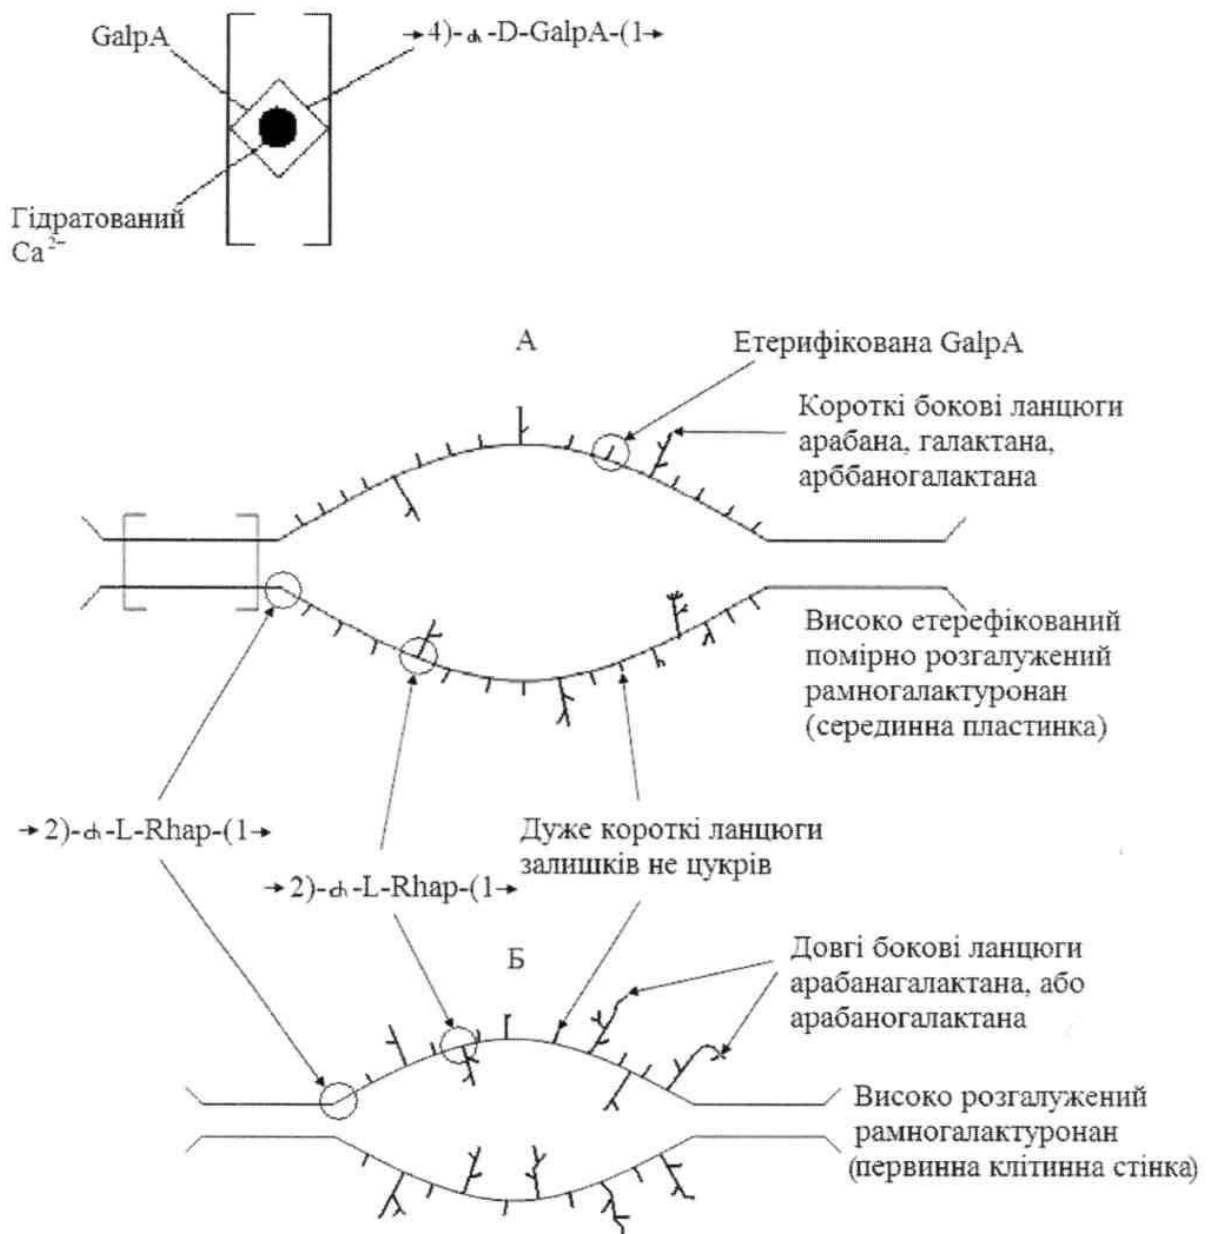 GalpA
→4)-α-D-GalpA-(1→
Гідратований
Ca²⁻
А
Етерифікована GalpA
Короткі бокові ланцюги
арабана, галактана,
арббаногалактана
Високо етерефікований
помірно розгалужений
рамногалактуронан
(серединна пластинка)
→2)-α-L-Rhap-(1→
Дуже короткі ланцюги
залишків не цукрів
→2)-α-L-Rhap-(1→
Б
Довгі бокові ланцюги
арабанагалактана, або
арабаногалактана
Високо розгалужений
рамногалактуронан
(первинна клітинна стінка)